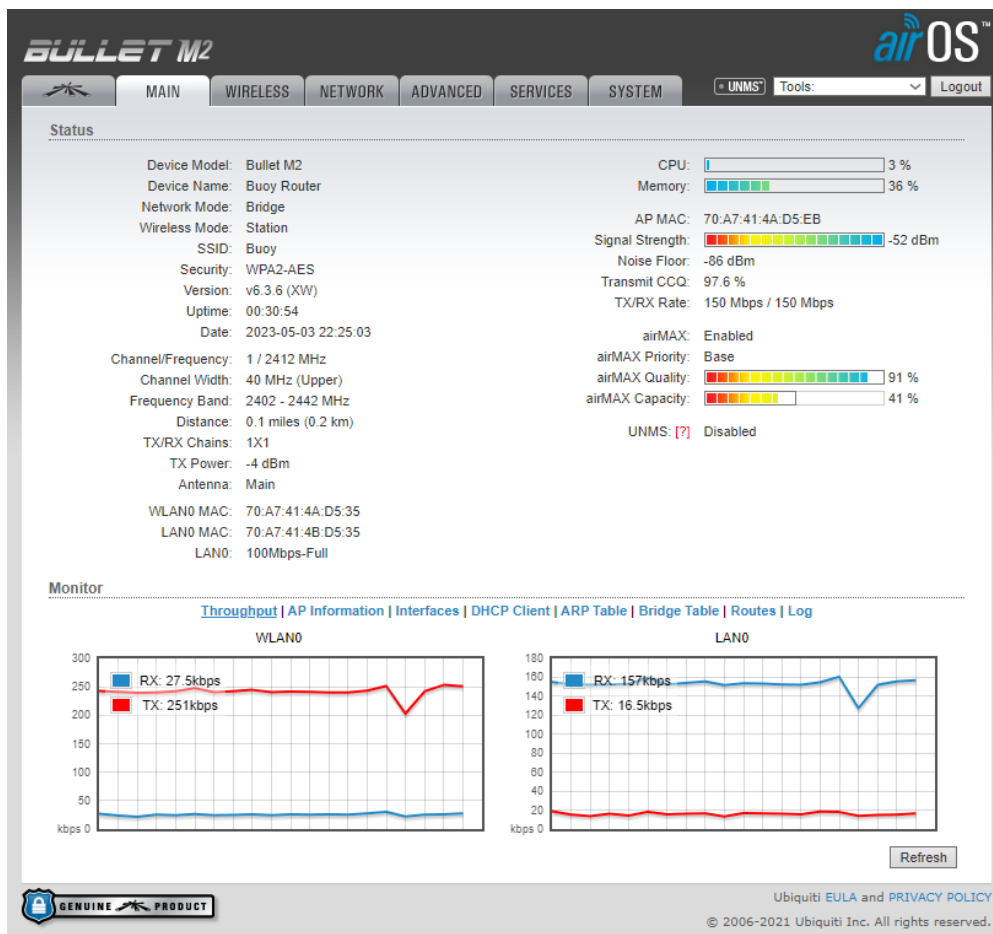 BULLET M2
airOS™
MAIN WIRELESS NETWORK ADVANCED SERVICES SYSTEM UNMS™ Tools: Logout
Status
Device Model: Bullet M2
Device Name: Buoy Router
Network Mode: Bridge
Wireless Mode: Station
SSID: Buoy
Security: WPA2-AES
Version: v6.3.6 (XW)
Uptime: 00:30:54
Date: 2023-05-03 22:25:03
Channel/Frequency: 1 / 2412 MHz
Channel Width: 40 MHz (Upper)
Frequency Band: 2402 - 2442 MHz
Distance: 0.1 miles (0.2 km)
TX/RX Chains: 1X1
TX Power: -4 dBm
Antenna: Main
WLAN0 MAC: 70:A7:41:4A:D5:35
LAN0 MAC: 70:A7:41:4B:D5:35
LAN0: 100Mbps-Full
CPU: 3 %
Memory: 36 %
AP MAC: 70:A7:41:4A:D5:EB
Signal Strength: -52 dBm
Noise Floor: -86 dBm
Transmit CCQ: 97.6 %
TX/RX Rate: 150 Mbps / 150 Mbps
airMAX: Enabled
airMAX Priority: Base
airMAX Quality: 91 %
airMAX Capacity: 41 %
UNMS: [?] Disabled
Monitor
Throughput | AP Information | Interfaces | DHCP Client | ARP Table | Bridge Table | Routes | Log
WLAN0
300
250
200
150
100
50
kbps 0
RX: 27.5kbps
TX: 251kbps
LAN0
180
160
140
120
100
80
60
40
20
kbps 0
RX: 157kbps
TX: 16.5kbps
Refresh
GENUINE PRODUCT
Ubiquiti EULA and PRIVACY POLICY
© 2006-2021 Ubiquiti Inc. All rights reserved.